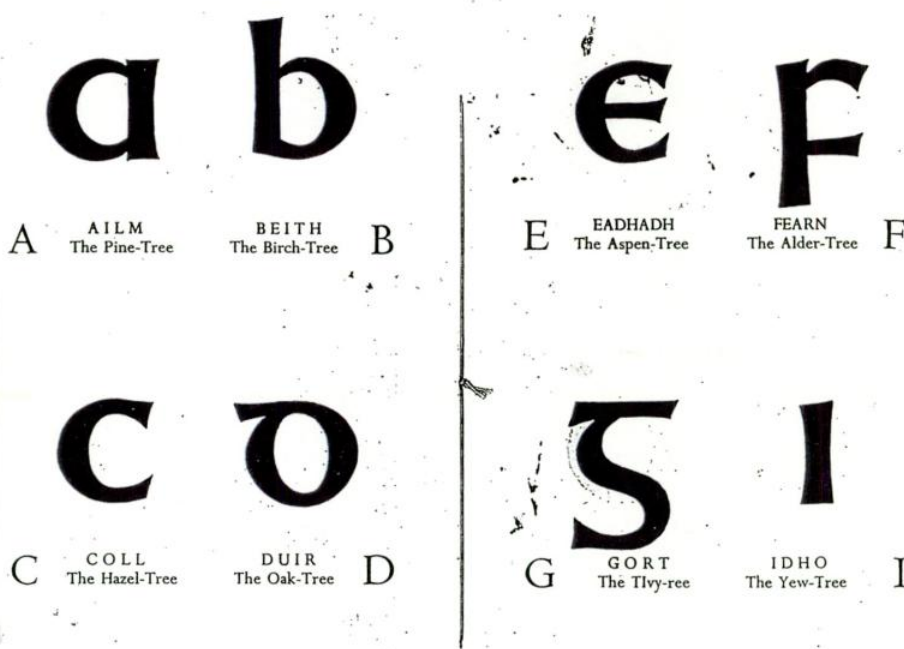 a b
A AILM BEITH B
The Pine-Tree The Birch-Tree
c d
C COLL DUIR D
The Hazel-Tree The Oak-Tree
e f
E EADHADH FEARN F
The Aspen-Tree The Alder-Tree
g i
G GORT IDHO I
The TIvy-ree The Yew-Tree